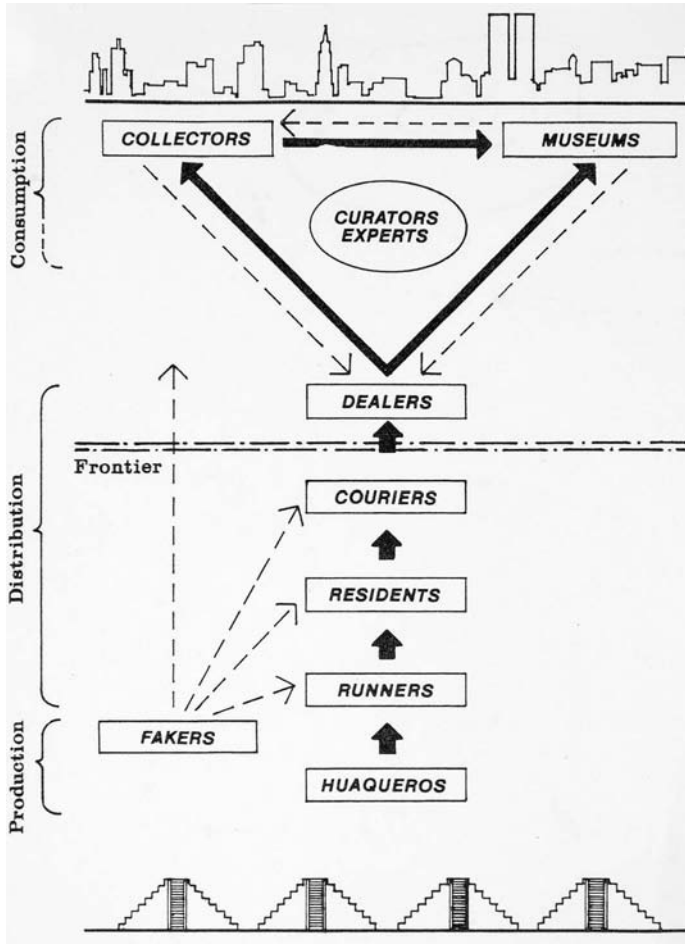 COLLECTORS
MUSEUMS
CURATORS
EXPERTS
Consumption
DEALERS
Frontier
COURIERS
Distribution
RESIDENTS
RUNNERS
FAKERS
Production
HUAQUEROS